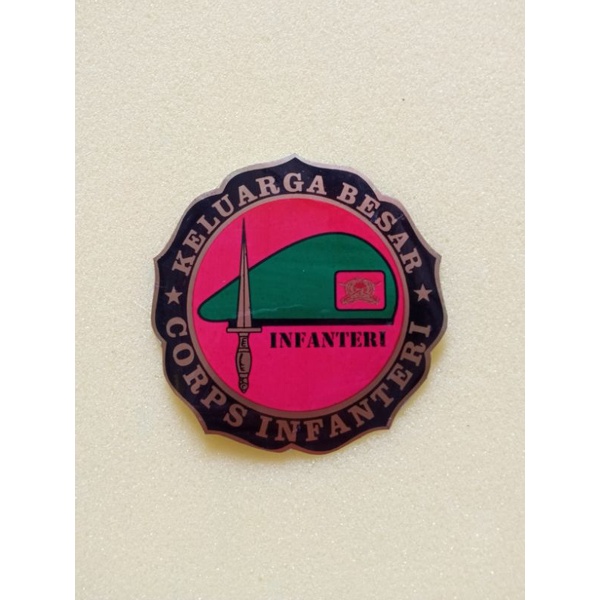 KELUARGA BESAR
INFANTERI
CORPS INFANTERI